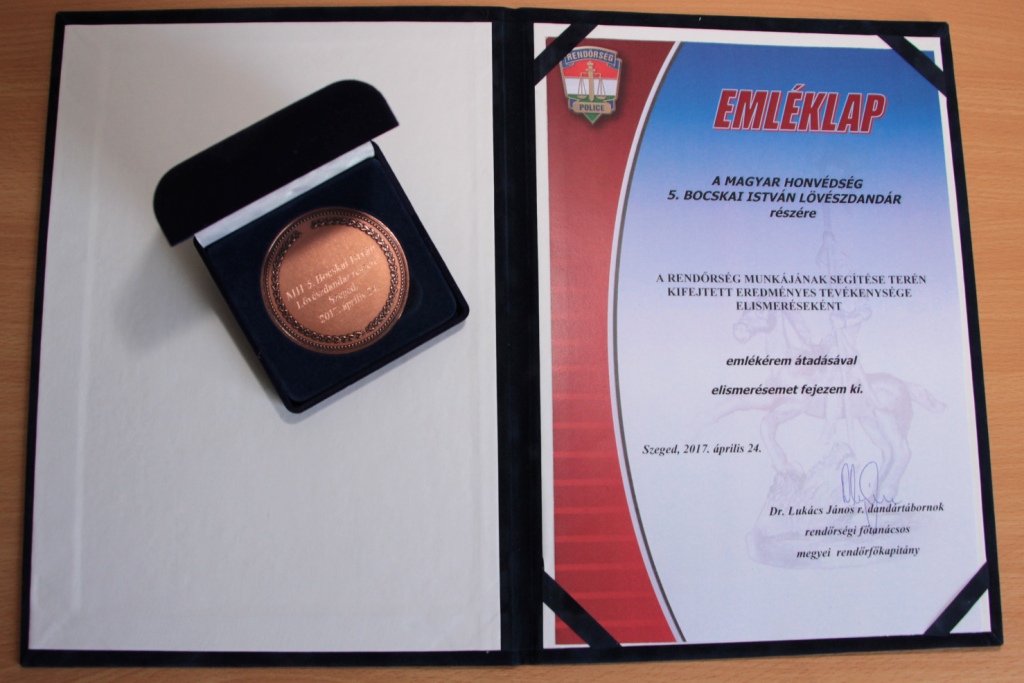 MH 5. Bocskai István
Lövészdandár részére
Szeged,
2017. április 24.
RENDŐRSÉG
POLICE
EMLÉKLAP
A MAGYAR HONVÉDSÉG
5. BOCSKAI ISTVÁN LÖVÉSZDANDÁR
részére
A RENDŐRSÉG MUNKÁJÁNAK SEGÍTÉSE TERÉN
KIFEJTETT EREDMÉNYES TEVÉKENYSÉGE
ELISMERÉSEKÉNT
emlékérem átadásával
elismerésemet fejezem ki.
Szeged, 2017. április 24.
Dr. Lukács János r. dandártábornok
rendőrségi főtanácsos
megyei rendőrfőkapitány